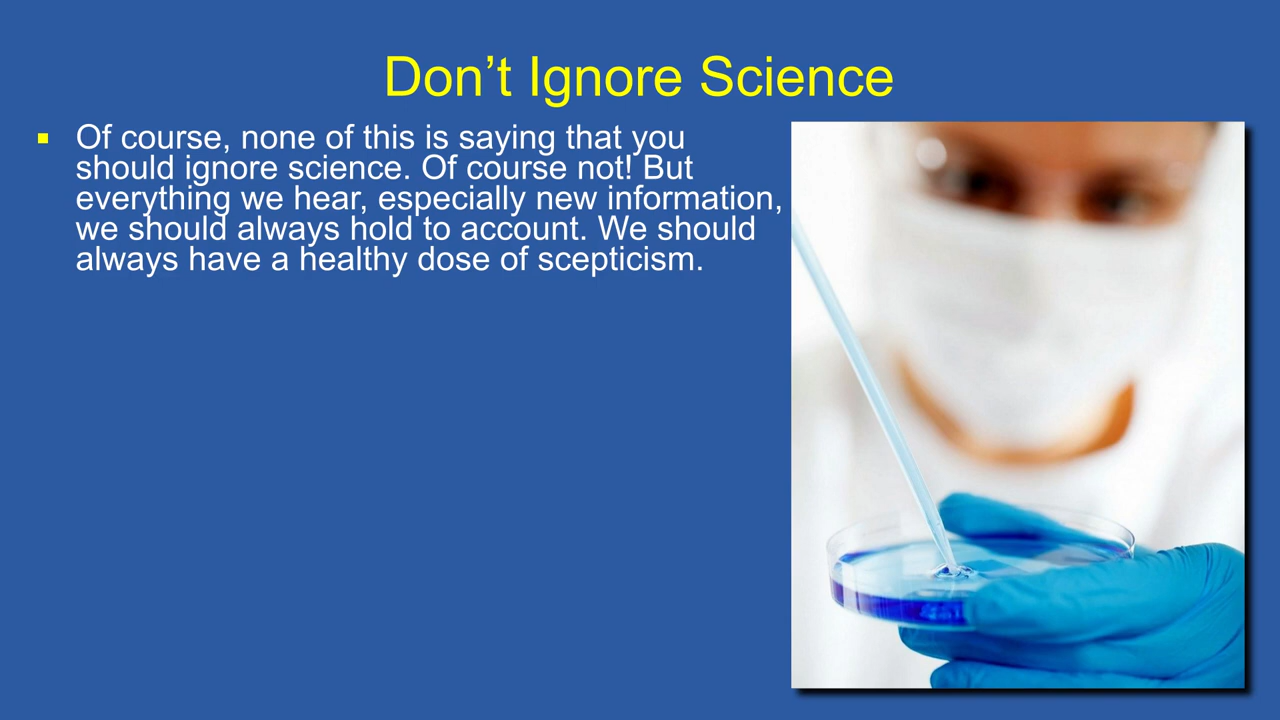 Don’t Ignore Science
Of course, none of this is saying that you
should ignore science. Of course not! But
everything we hear, especially new information,
we should always hold to account. We should
always have a healthy dose of scepticism.